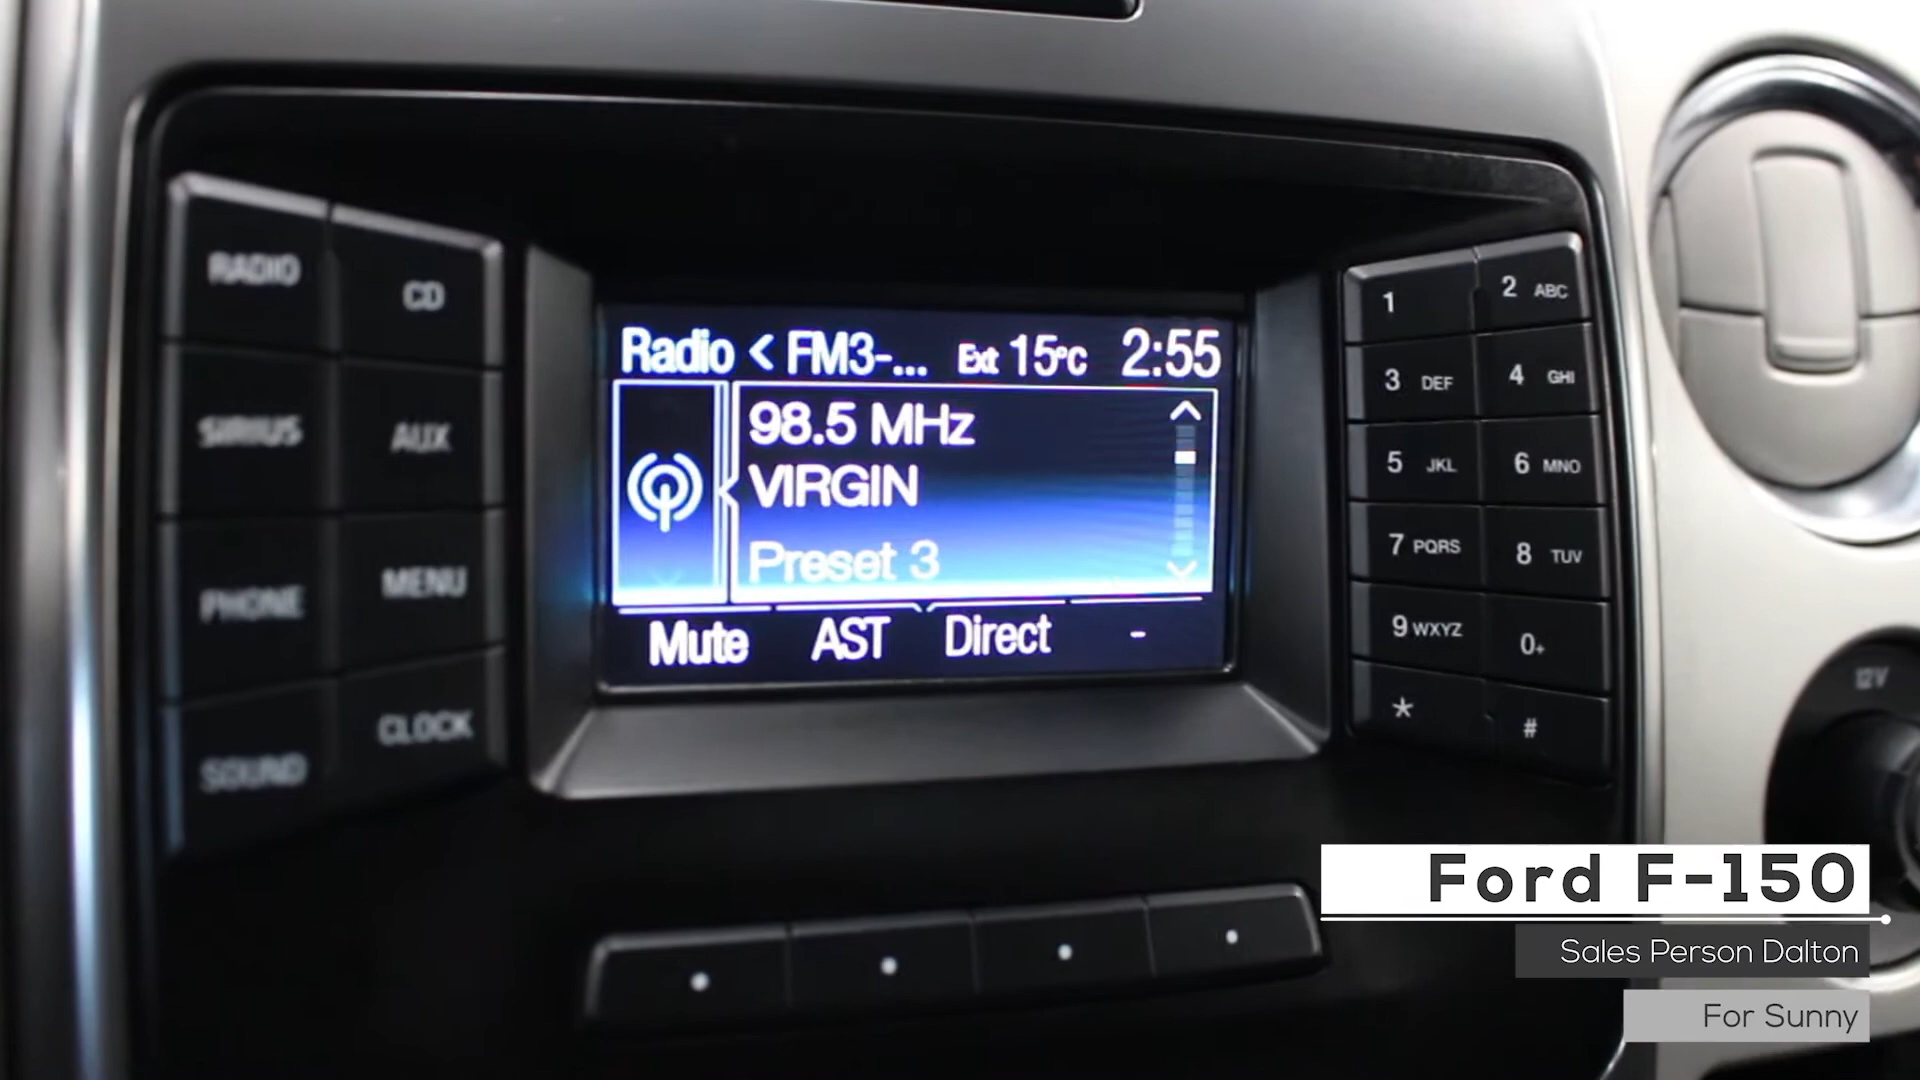 RADIO
CD
SIRIUS
AUX
PHONE
MENU
SOUND
CLOCK
Radio < FM3-... Ext 15°C 2:55
98.5 MHz
VIRGIN
Preset 3
Mute AST Direct -
1
2 ABC
3 DEF
4 GHI
5 JKL
6 MNO
7 PQRS
8 TUV
9 WXYZ
0+
*
#
12V
Ford F-150
Sales Person Dalton
For Sunny